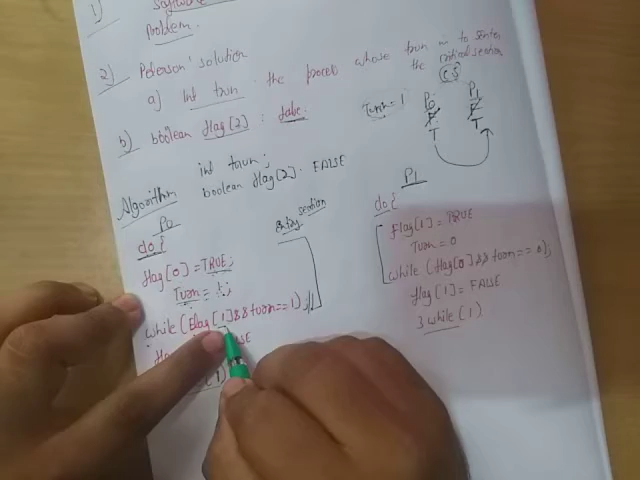 1) Software
Problem.
2) Peterson's solution
a) Int turn : the process whose turn is to enter
the critical section
(CS)
b) boolean flag[2] : false.
Turn = 1
P0 P1
F F
T T
Algorithm int turn;
boolean flag[2]. FALSE
P0
do {
flag[0] = TRUE;
Turn = 1;
while (flag[1] && turn == 1);
entry section
P1
do {
flag[1] = TRUE
Turn = 0
while (flag[0] && turn == 0);
flag[1] = FALSE
} while (1)